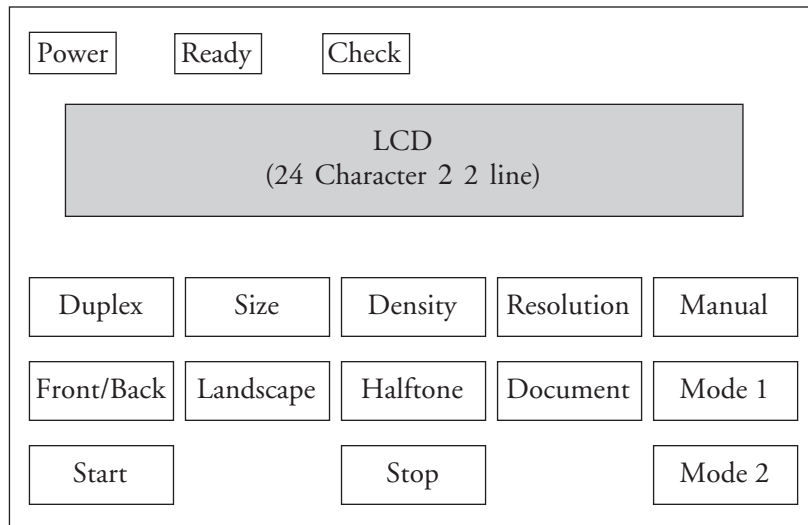 Power Ready Check
LCD
(24 Character 2 2 line)
Duplex Size Density Resolution Manual
Front/Back Landscape Halftone Document Mode 1
Start Stop Mode 2